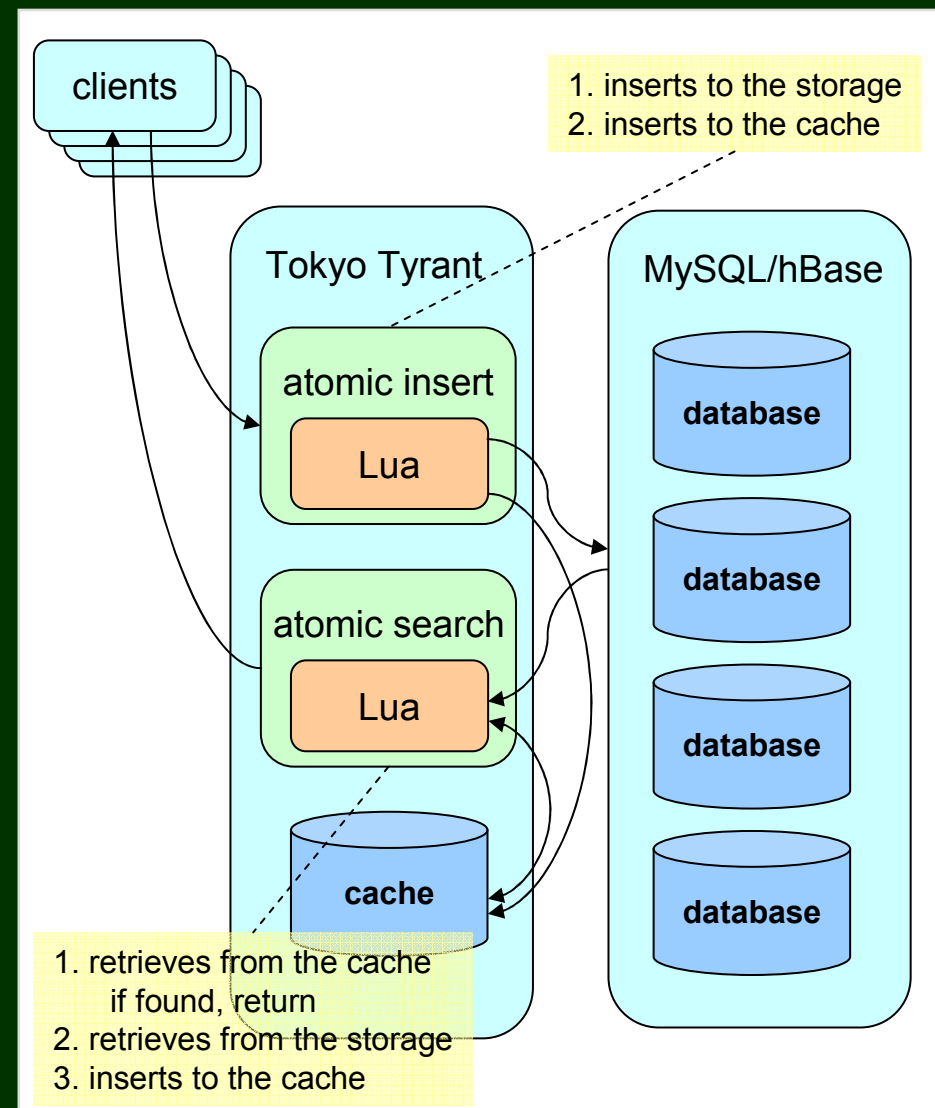 clients
1. inserts to the storage
2. inserts to the cache
Tokyo Tyrant
MySQL/hBase
atomic insert
Lua
database
database
atomic search
Lua
database
cache
database
1. retrieves from the cache
if found, return
2. retrieves from the storage
3. inserts to the cache